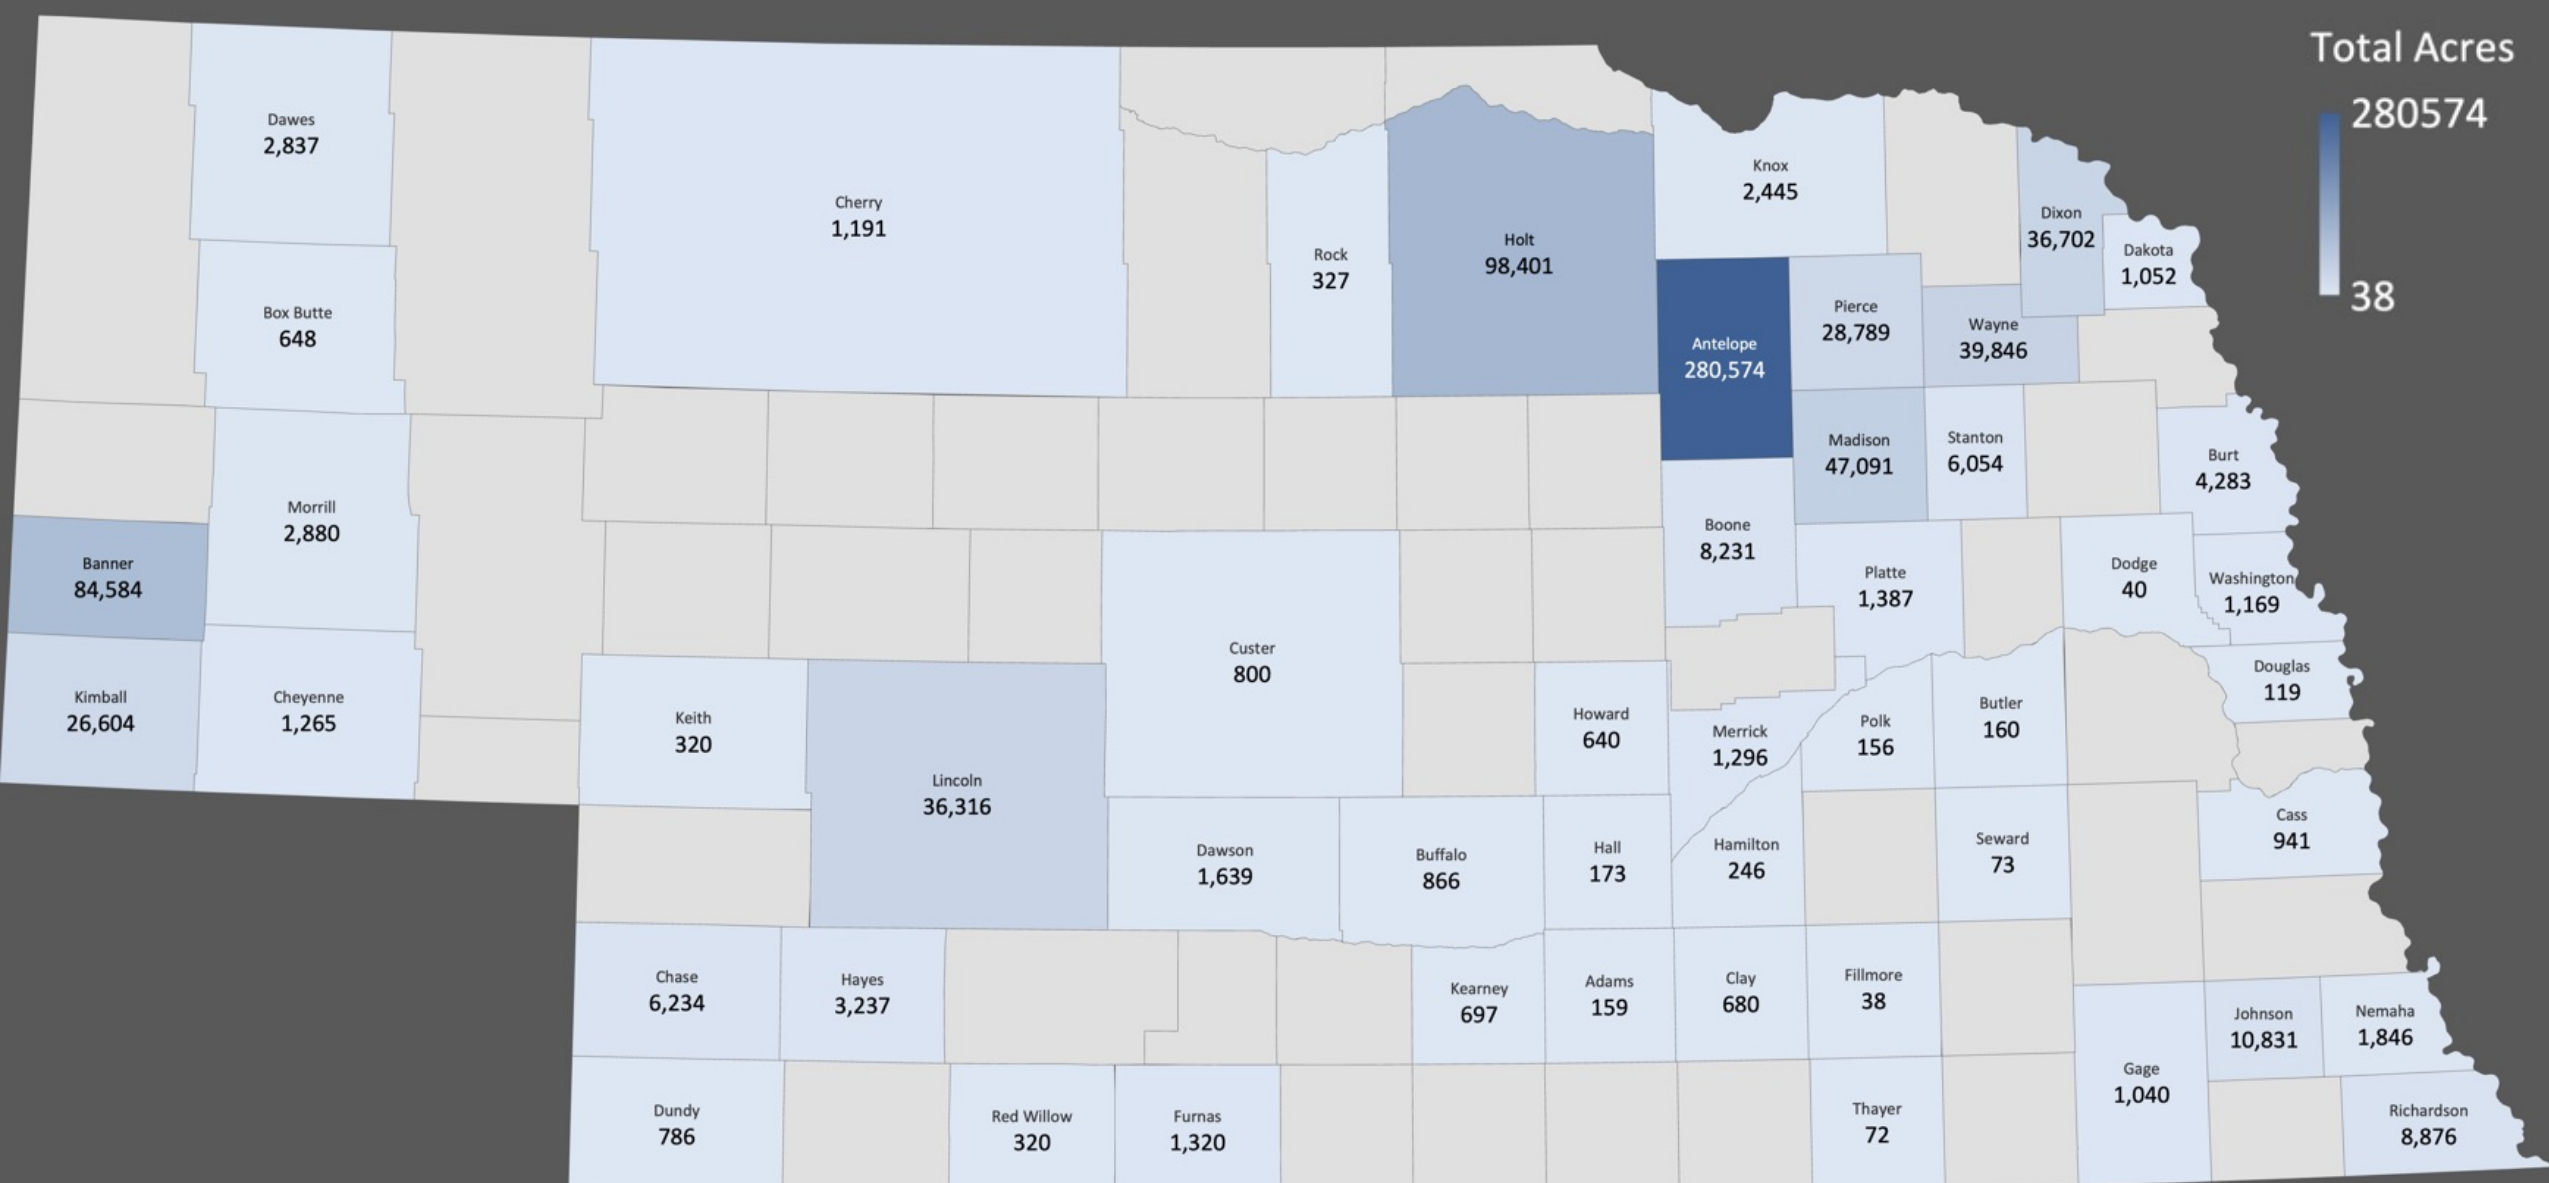 Total Acres
280574
38
Dawes
2,837
Cherry
1,191
Knox
2,445
Rock
327
Holt
98,401
Dixon
36,702
Dakota
1,052
Box Butte
648
Antelope
280,574
Pierce
28,789
Wayne
39,846
Madison
47,091
Stanton
6,054
Burt
4,283
Morrill
2,880
Banner
84,584
Boone
8,231
Platte
1,387
Dodge
40
Washington
1,169
Custer
800
Douglas
119
Kimball
26,604
Cheyenne
1,265
Keith
320
Lincoln
36,316
Howard
640
Merrick
1,296
Polk
156
Butler
160
Dawson
1,639
Buffalo
866
Hall
173
Hamilton
246
Seward
73
Cass
941
Chase
6,234
Hayes
3,237
Kearney
697
Adams
159
Clay
680
Fillmore
38
Johnson
10,831
Nemaha
1,846
Gage
1,040
Dundy
786
Red Willow
320
Furnas
1,320
Thayer
72
Richardson
8,876